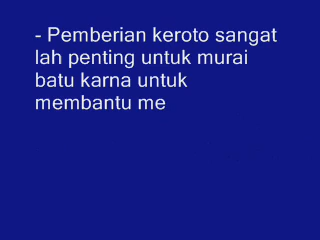 - Pemberian keroto sangat
lah penting untuk murai
batu karna untuk
membantu me